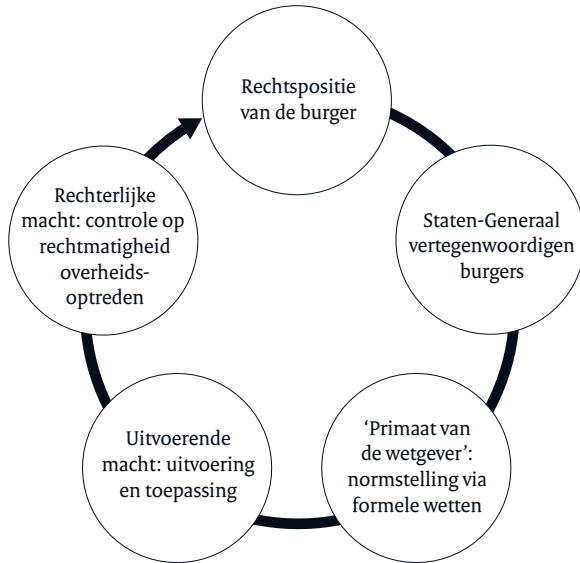 Rechtspositie
van de burger
Staten-Generaal
vertegenwoordigen
burgers
‘Primaat van
de wetgever’:
normstelling via
formele wetten
Uitvoerende
macht: uitvoering
en toepassing
Rechterlijke
macht: controle op
rechtmatigheid
overheids-
optreden